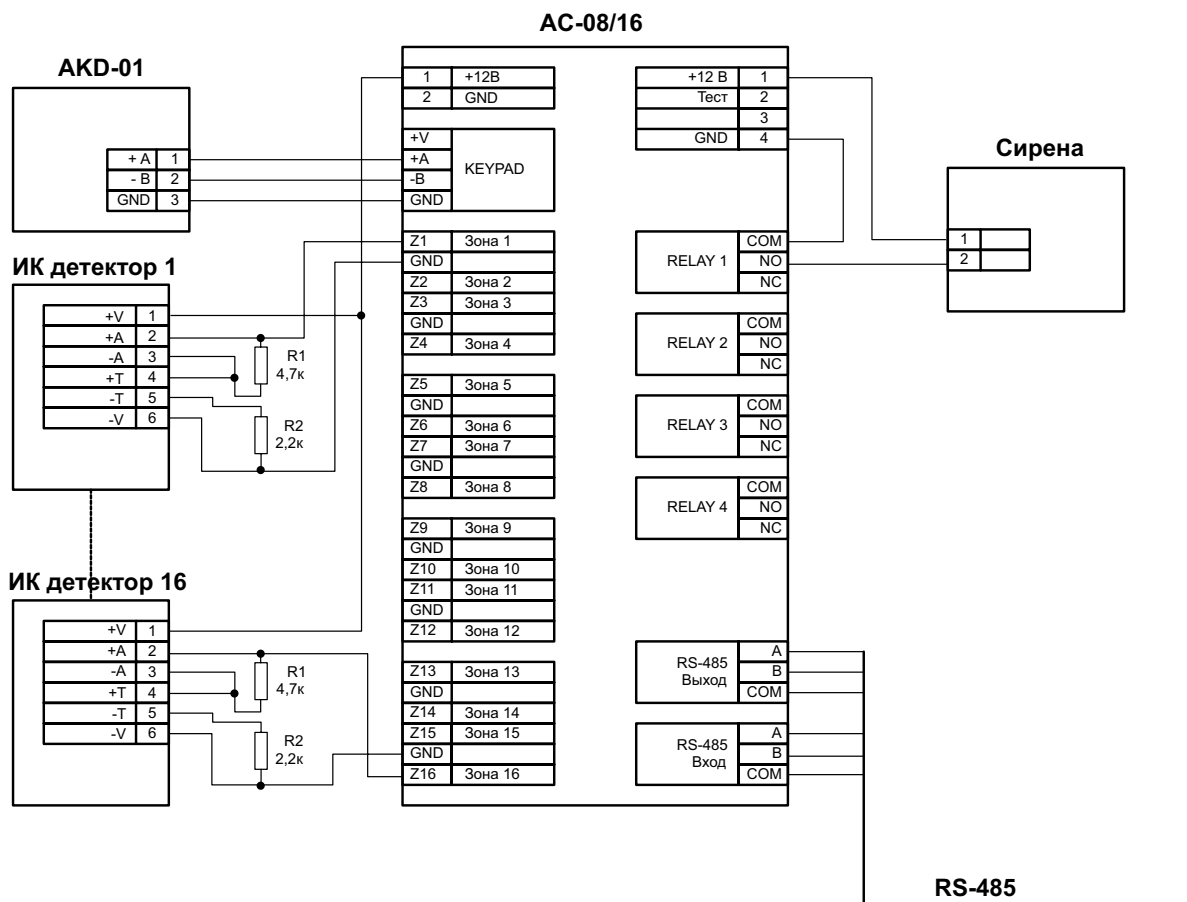 AC-08/16
AKD-01
+ A 1
- B 2
GND 3
1 +12В
2 GND
+V
+A
-B
GND
KEYPAD
Z1 Зона 1
GND
Z2 Зона 2
Z3 Зона 3
GND
Z4 Зона 4
Z5 Зона 5
GND
Z6 Зона 6
Z7 Зона 7
GND
Z8 Зона 8
Z9 Зона 9
GND
Z10 Зона 10
Z11 Зона 11
GND
Z12 Зона 12
Z13 Зона 13
GND
Z14 Зона 14
Z15 Зона 15
GND
Z16 Зона 16
+12 В 1
Тест 2
3
GND 4
RELAY 1
COM
NO
NC
RELAY 2
COM
NO
NC
RELAY 3
COM
NO
NC
RELAY 4
COM
NO
NC
RS-485
Выход
A
B
COM
RS-485
Вход
A
B
COM
Сирена
1
2
ИК детектор 1
+V 1
+A 2
-A 3
+T 4
-T 5
-V 6
R1
4,7к
R2
2,2к
ИК детектор 16
+V 1
+A 2
-A 3
+T 4
-T 5
-V 6
R1
4,7к
R2
2,2к
RS-485